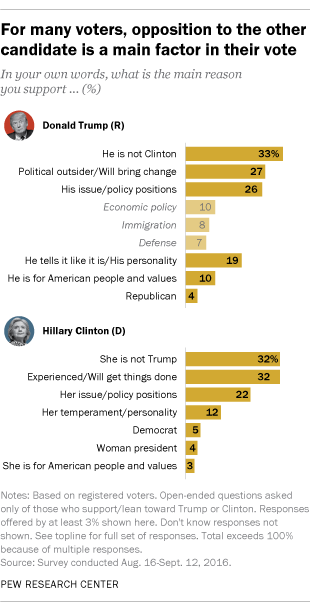 For many voters, opposition to the other
candidate is a main factor in their vote
In your own words, what is the main reason
you support ... (%)
Donald Trump (R)
He is not Clinton 33%
Political outsider/Will bring change 27
His issue/policy positions 26
Economic policy 10
Immigration 8
Defense 7
He tells it like it is/His personality 19
He is for American people and values 10
Republican 4
Hillary Clinton (D)
She is not Trump 32%
Experienced/Will get things done 32
Her issue/policy positions 22
Her temperament/personality 12
Democrat 5
Woman president 4
She is for American people and values 3
Notes: Based on registered voters. Open-ended questions asked
only of those who support/lean toward Trump or Clinton. Responses
offered by at least 3% shown here. Don't know responses not
shown. See topline for full set of responses. Total exceeds 100%
because of multiple responses.
Source: Survey conducted Aug. 16-Sept. 12, 2016.
PEW RESEARCH CENTER